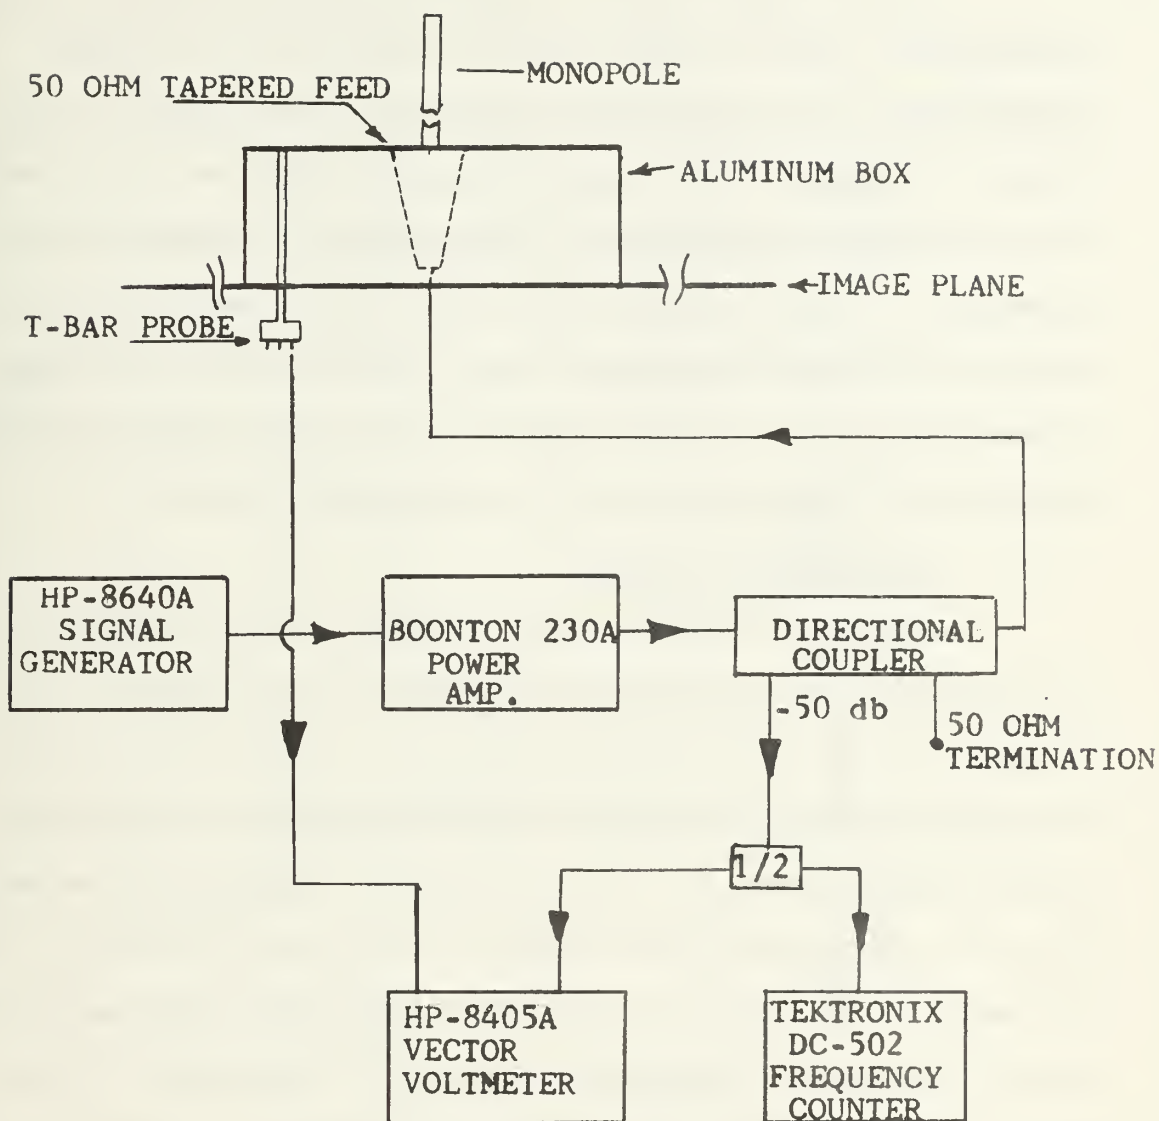 MONOPOLE
50 OHM TAPERED FEED
ALUMINUM BOX
IMAGE PLANE
T-BAR PROBE
HP-8640A
SIGNAL
GENERATOR
BOONTON 230A
POWER
AMP.
DIRECTIONAL
COUPLER
-50 db
50 OHM
TERMINATION
1/2
HP-8405A
VECTOR
VOLTMETER
TEKTRONIX
DC-502
FREQUENCY
COUNTER